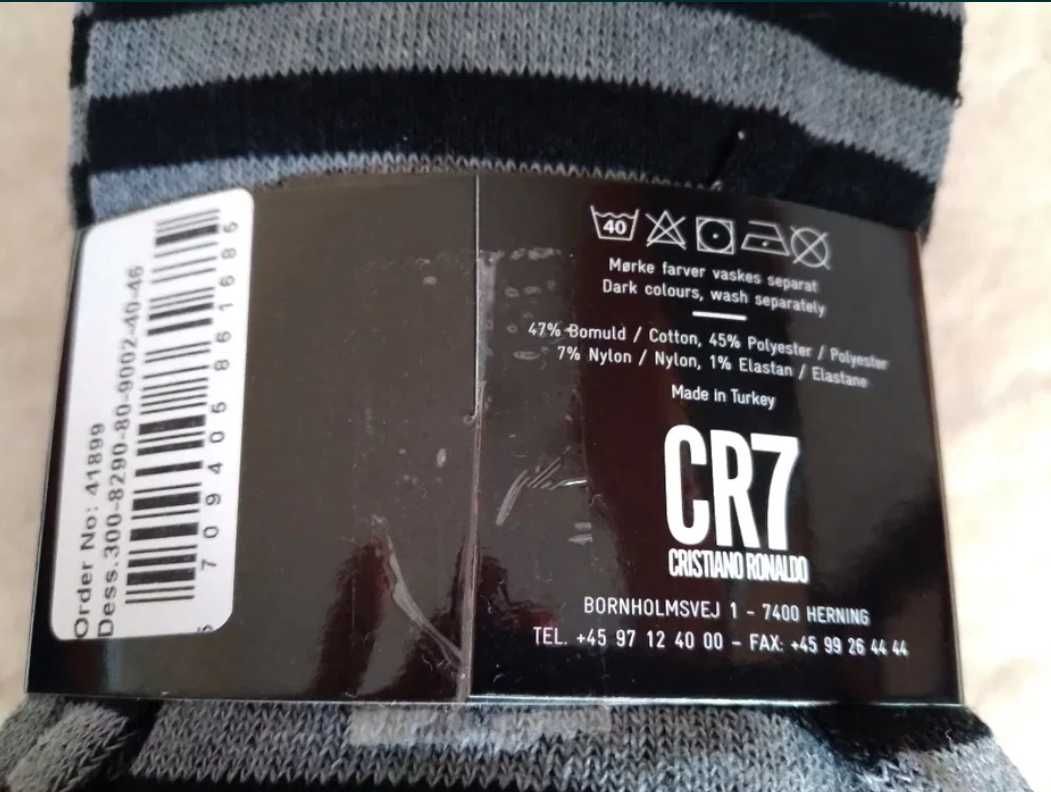 Order No: 41899
Dess.300-8290-80-9002-40-46
5 709405 861685
40
Mørke farver vaskes separat
Dark colours, wash separately
47% Bomuld / Cotton, 45% Polyester / Polyester
7% Nylon / Nylon, 1% Elastan / Elastane
Made in Turkey
CR7
CRISTIANO RONALDO
BORNHOLMSVEJ 1 - 7400 HERNING
TEL. +45 97 12 40 00 - FAX: +45 99 26 44 44